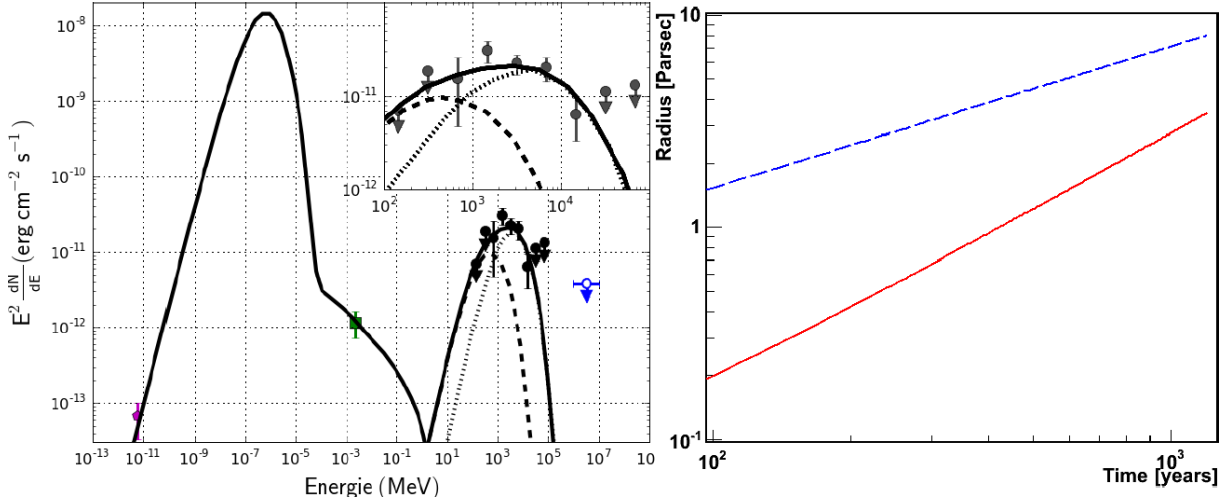 E² dN/dE (erg cm⁻² s⁻¹)
10⁻⁸
10⁻⁹
10⁻¹⁰
10⁻¹¹
10⁻¹²
10⁻¹³
10⁻¹³ 10⁻¹¹ 10⁻⁹ 10⁻⁷ 10⁻⁵ 10⁻³ 10⁻¹ 10¹ 10³ 10⁵ 10⁷ 10
Energie (MeV)
10⁻¹¹
10⁻¹²
10² 10³ 10⁴
Radius [Parsec]
10
1
10⁻¹
10² 10³
Time [years]